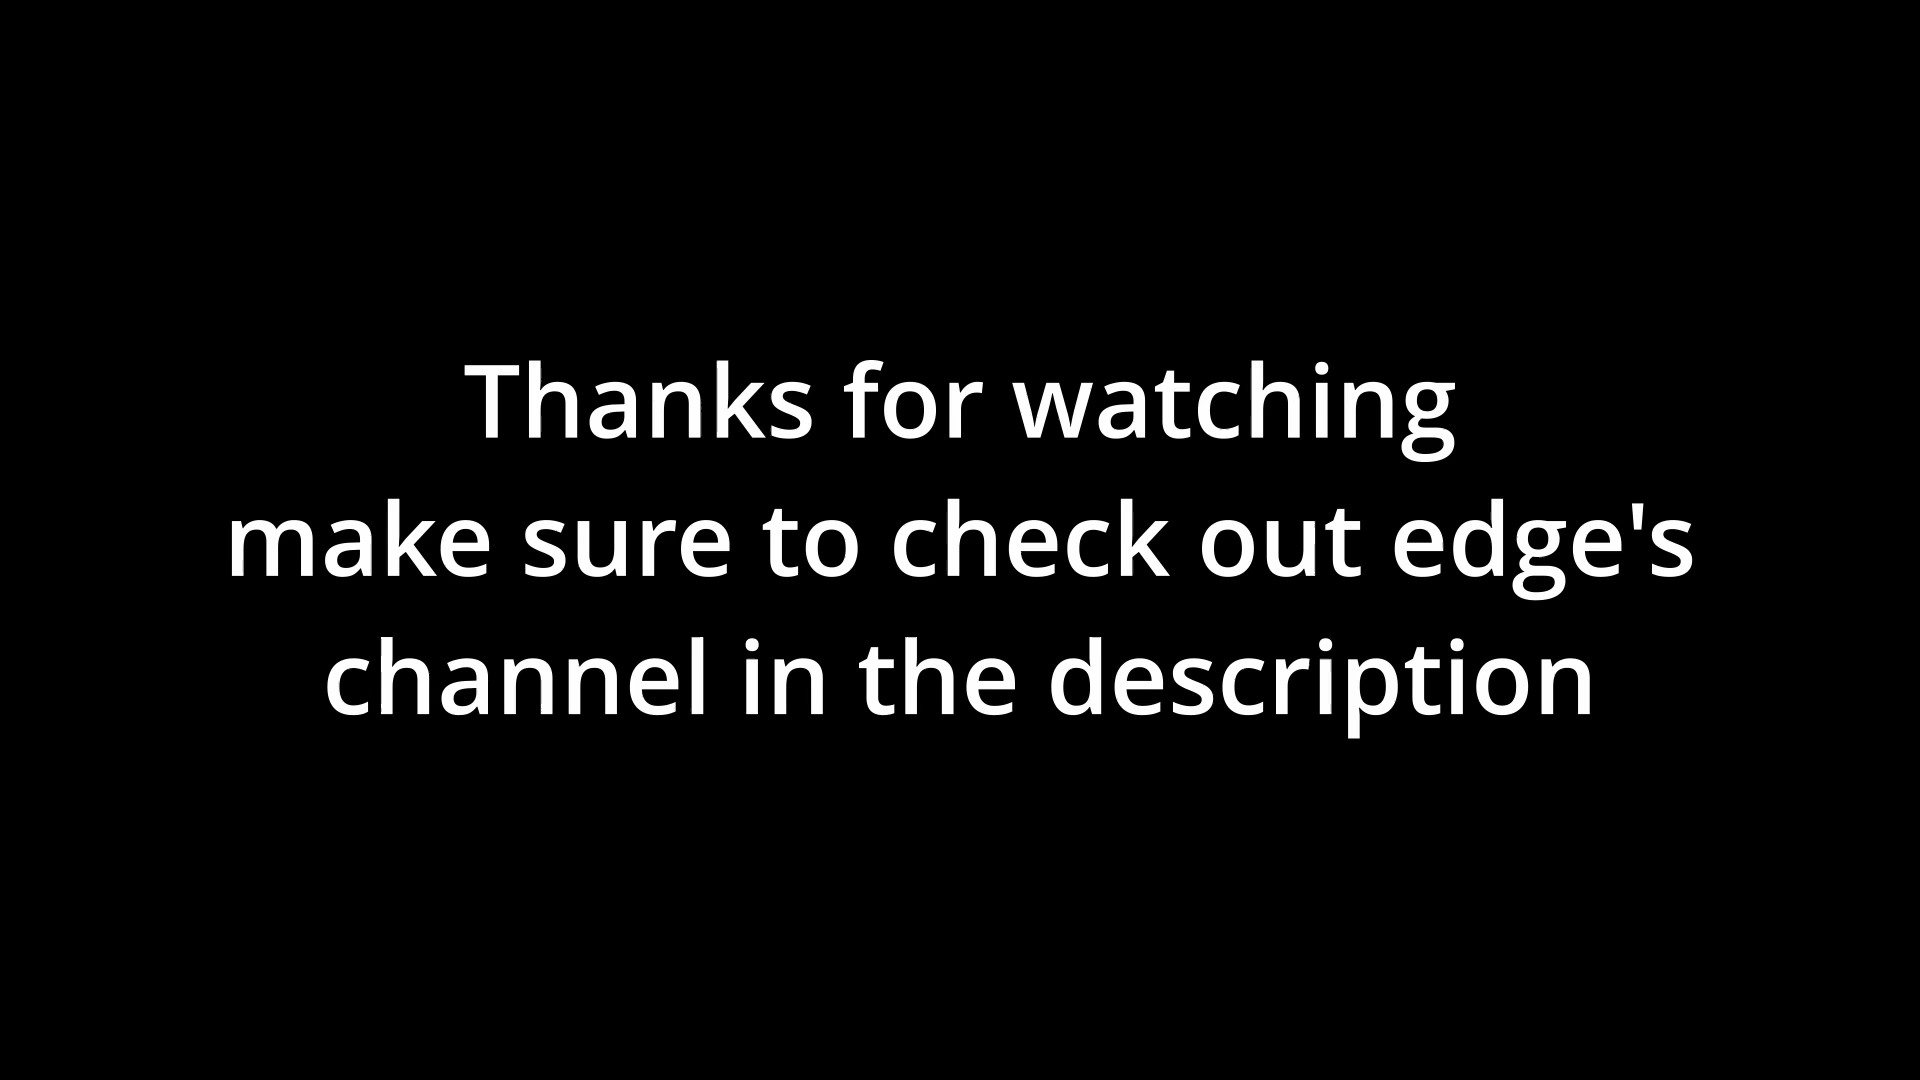 Thanks for watching
make sure to check out edge's
channel in the description